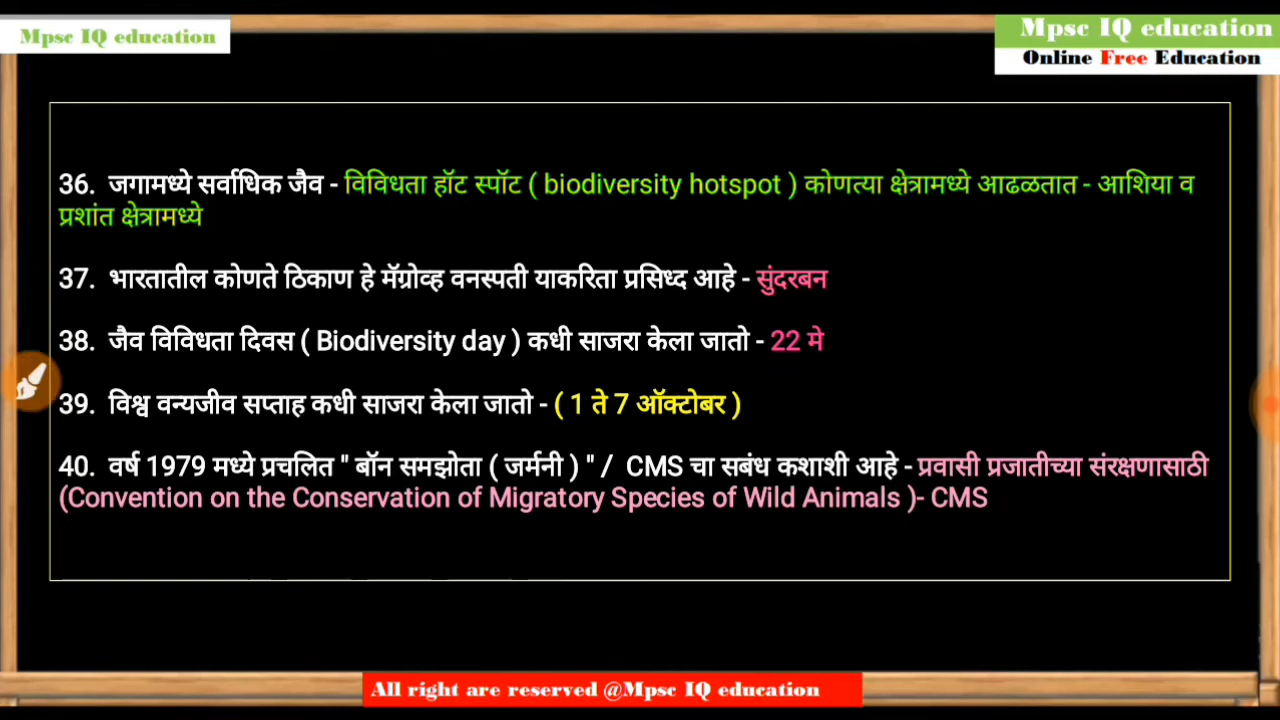 Mpsc IQ education
Mpsc IQ education
Online Free Education
36. जगामध्ये सर्वाधिक जैव - विविधता हॉट स्पॉट ( biodiversity hotspot ) कोणत्या क्षेत्रामध्ये आढळतात - आशिया व
प्रशांत क्षेत्रामध्ये
37. भारतातील कोणते ठिकाण हे मॅग्रोव्ह वनस्पती याकरिता प्रसिध्द आहे - सुंदरबन
38. जैव विविधता दिवस ( Biodiversity day ) कधी साजरा केला जातो - 22 मे
39. विश्व वन्यजीव सप्ताह कधी साजरा केला जातो - ( 1 ते 7 ऑक्टोबर )
40. वर्ष 1979 मध्ये प्रचलित " बॉन समझोता ( जर्मनी ) " / CMS चा सबंध कशाशी आहे - प्रवासी प्रजातीच्या संरक्षणासाठी
(Convention on the Conservation of Migratory Species of Wild Animals )- CMS
All right are reserved @Mpsc IQ education